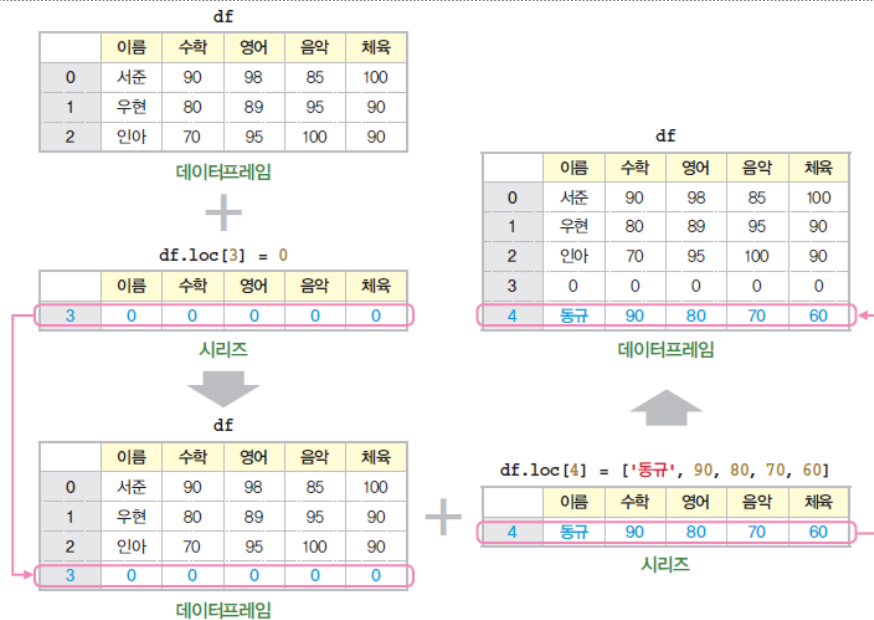 df
이름 수학 영어 음악 체육
0 서준 90 98 85 100
1 우현 80 89 95 90
2 인아 70 95 100 90
데이터프레임
+
df.loc[3] = 0
이름 수학 영어 음악 체육
3 0 0 0 0 0
시리즈
df
이름 수학 영어 음악 체육
0 서준 90 98 85 100
1 우현 80 89 95 90
2 인아 70 95 100 90
3 0 0 0 0 0
데이터프레임
+
df.loc[4] = ['동규', 90, 80, 70, 60]
이름 수학 영어 음악 체육
4 동규 90 80 70 60
시리즈
df
이름 수학 영어 음악 체육
0 서준 90 98 85 100
1 우현 80 89 95 90
2 인아 70 95 100 90
3 0 0 0 0 0
4 동규 90 80 70 60
데이터프레임